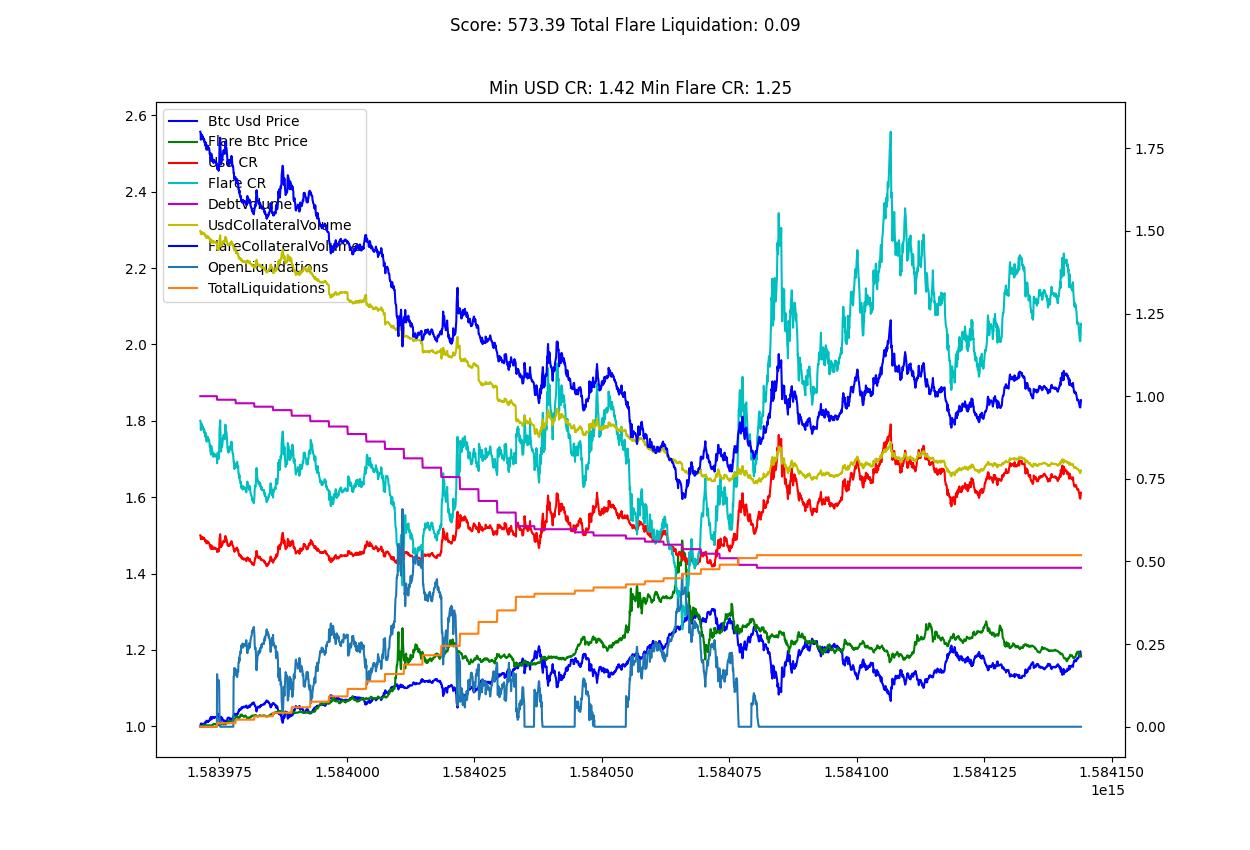 Score: 573.39 Total Flare Liquidation: 0.09
Min USD CR: 1.42 Min Flare CR: 1.25
Btc Usd Price
Flare Btc Price
Usd CR
Flare CR
DebtVolume
UsdCollateralVolume
FlareCollateralVolume
OpenLiquidations
TotalLiquidations
2.6
2.4
2.2
2.0
1.8
1.6
1.4
1.2
1.0
1.75
1.50
1.25
1.00
0.75
0.50
0.25
0.00
1.583975 1.584000 1.584025 1.584050 1.584075 1.584100 1.584125 1.584150
1e15